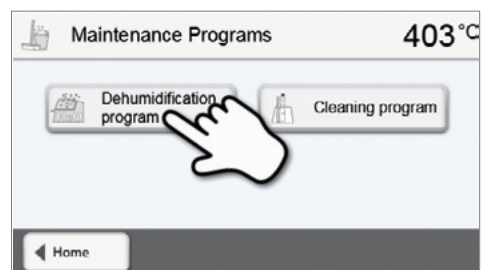 Maintenance Programs 403°C
Dehumidification
program
Cleaning program
Home